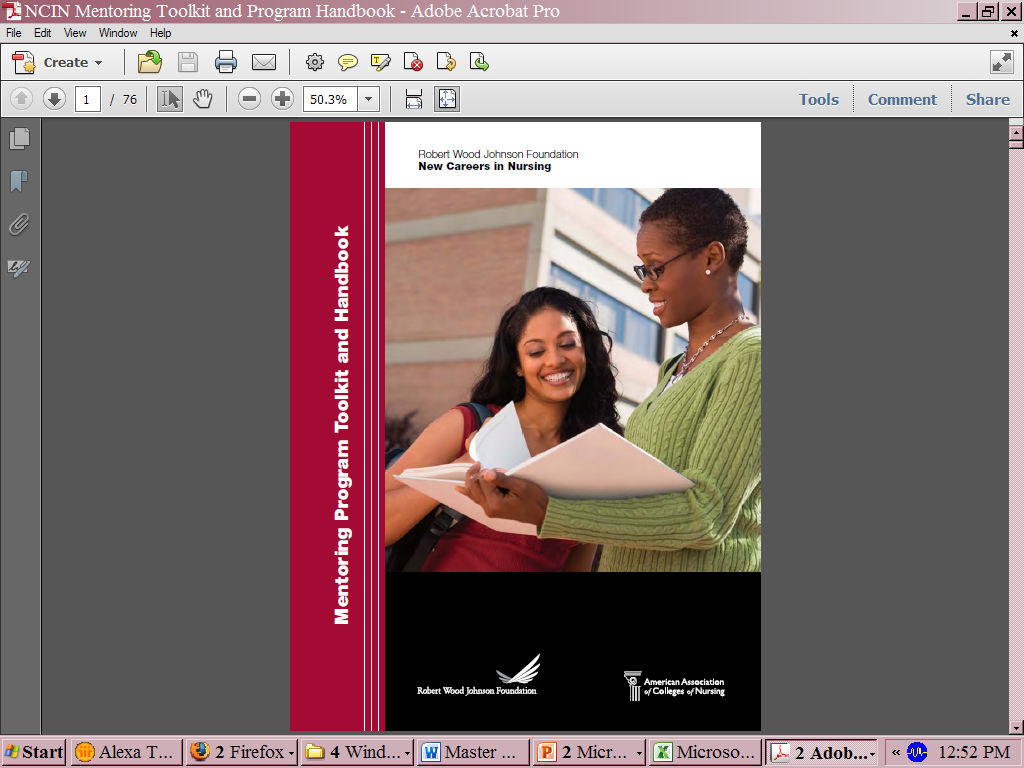 NCIN Mentoring Toolkit and Program Handbook - Adobe Acrobat Pro
File Edit View Window Help
Create
1 / 76 50.3% Tools Comment Share
Robert Wood Johnson Foundation
New Careers in Nursing
Mentoring Program Toolkit and Handbook
Robert Wood Johnson Foundation
American Association
of Colleges of Nursing
Start Alexa T... 2 Firefox 4 Wind... Master ... 2 Micr... Microso... 2 Adob... « 12:52 PM